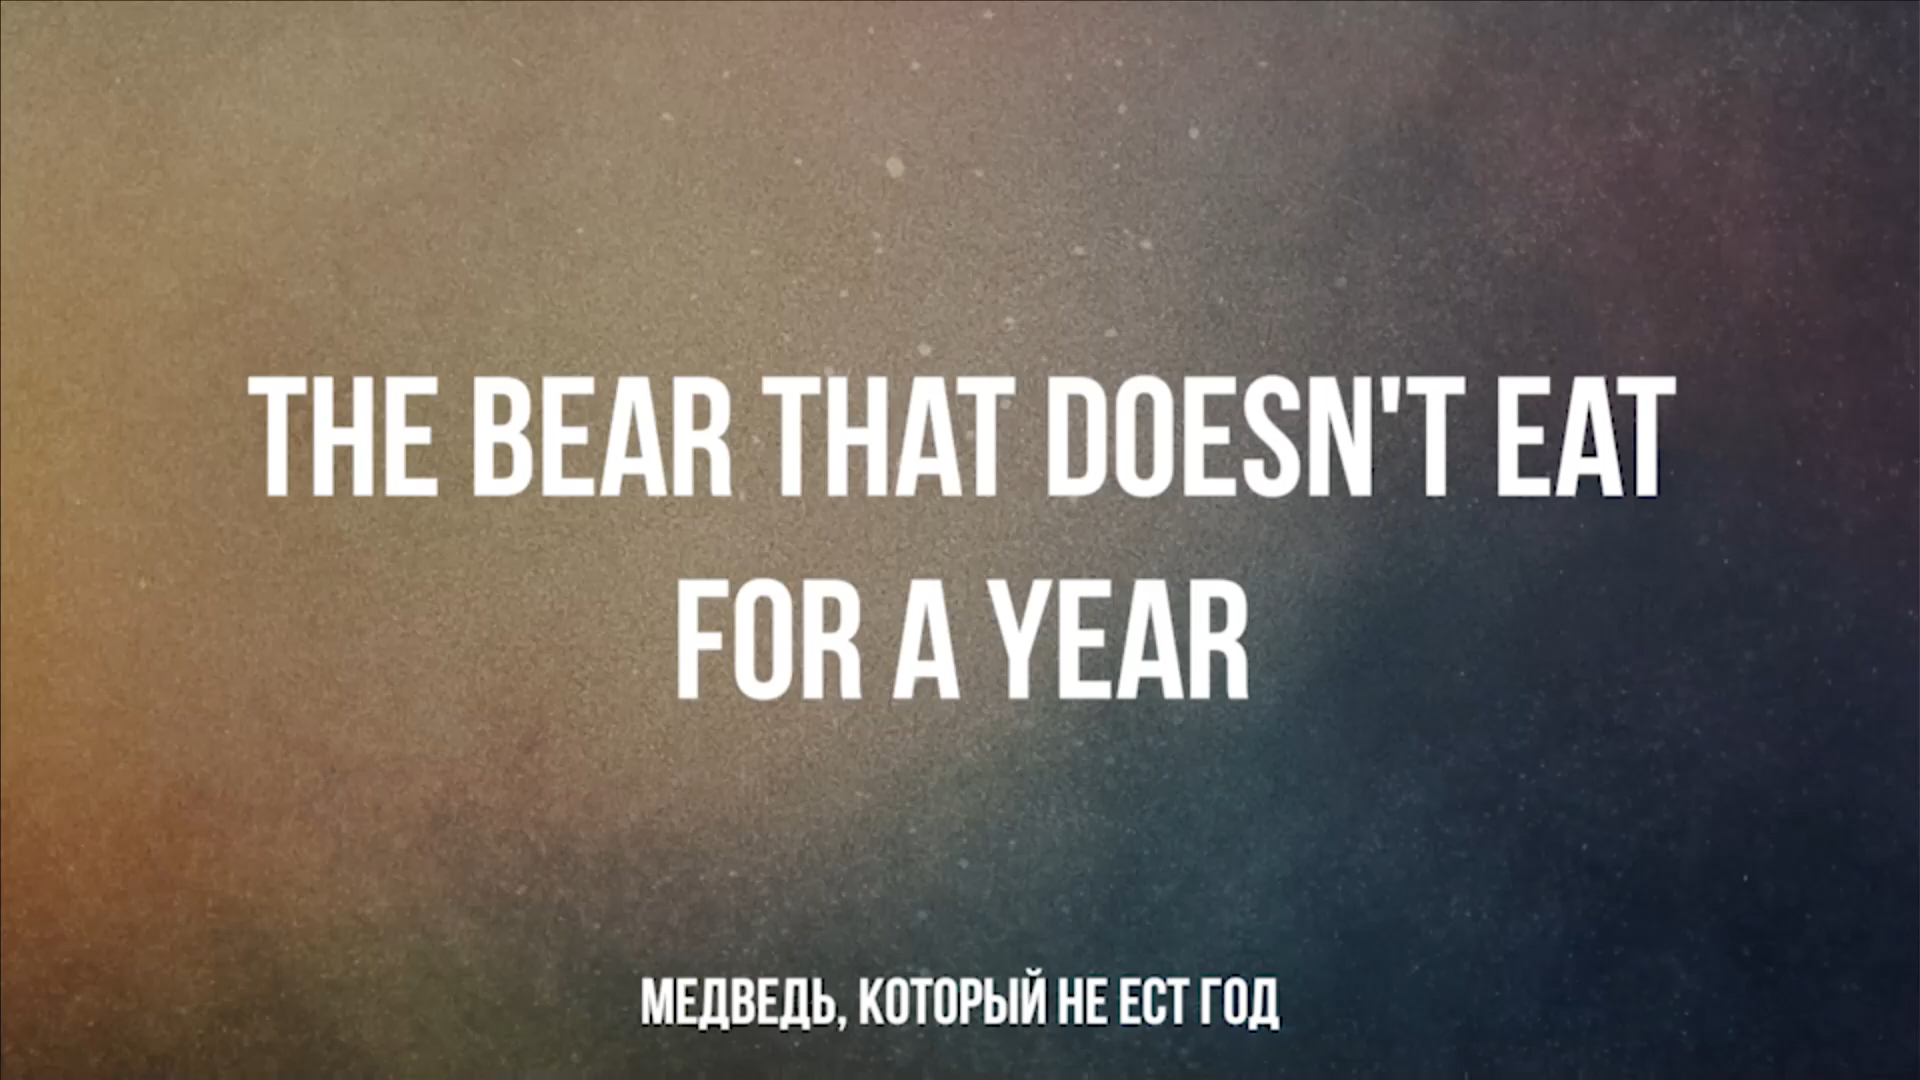 THE BEAR THAT DOESN'T EAT
FOR A YEAR
МЕДВЕДЬ, КОТОРЫЙ НЕ ЕСТ ГОД